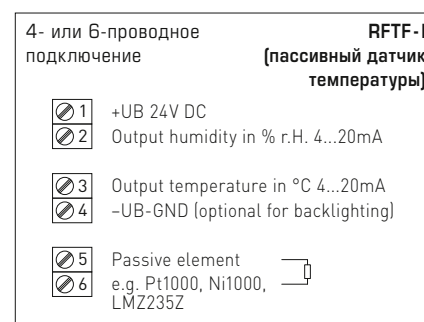 4- или 6-проводное подключение
RFTF-I
(пассивный датчик температуры)
1 +UB 24V DC
2 Output humidity in % r.H. 4...20mA
3 Output temperature in °C 4...20mA
4 –UB-GND (optional for backlighting)
5 Passive element
6 e.g. Pt1000, Ni1000,
LMZ235Z